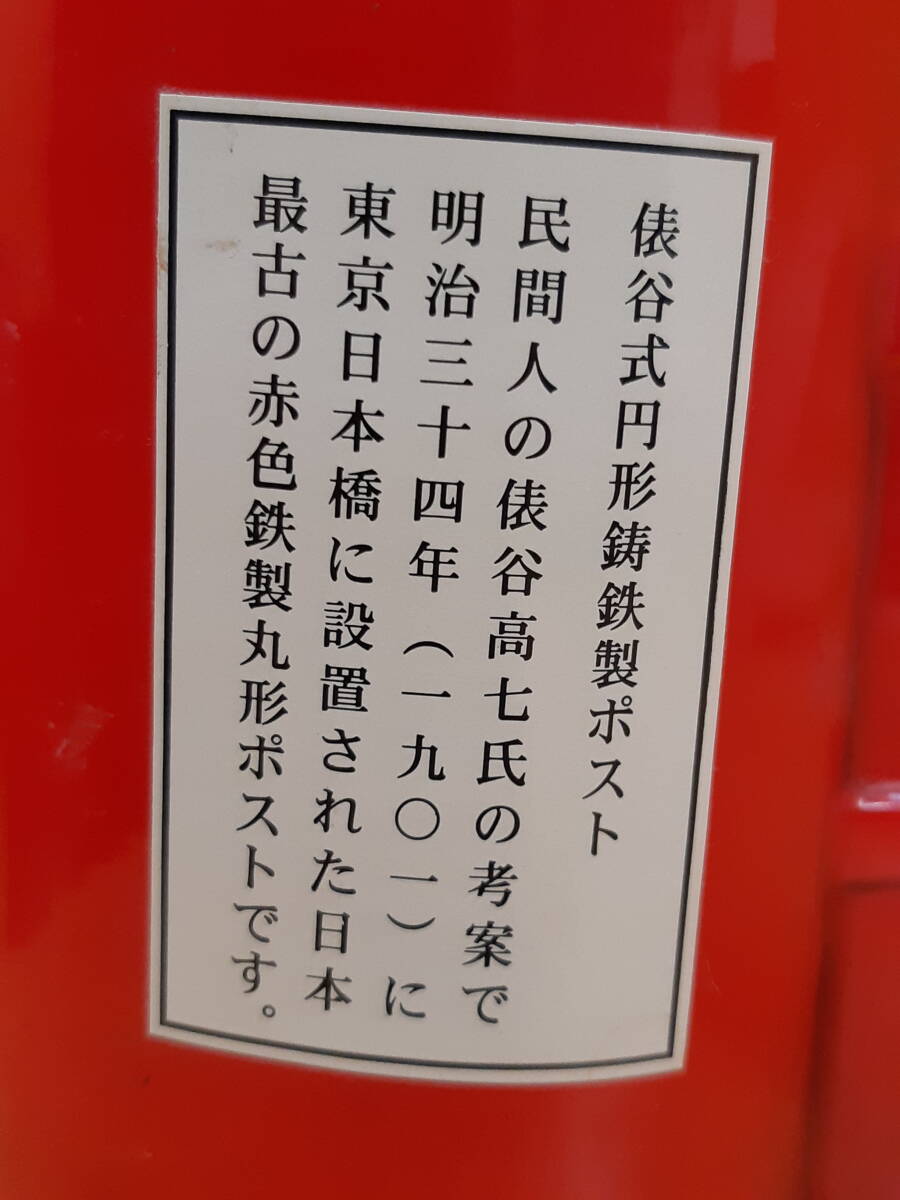 俵谷式円形鋳鉄製ポスト
民間人の俵谷高七氏の考案で
明治三十四年（一九〇一）に
東京日本橋に設置された日本
最古の赤色鉄製丸形ポストです。